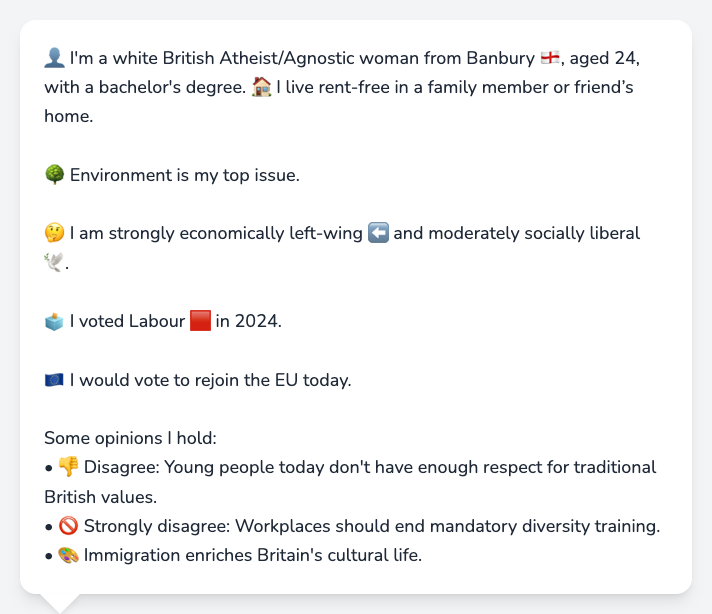 👤 I'm a white British Atheist/Agnostic woman from Banbury 🏴󠁧󠁢󠁥󠁮󠁧󠁿, aged 24,
with a bachelor's degree. 🏠 I live rent-free in a family member or friend’s
home.
🌳 Environment is my top issue.
🤔 I am strongly economically left-wing ⬅️ and moderately socially liberal
🕊️.
🗳️ I voted Labour 🟥 in 2024.
🇪🇺 I would vote to rejoin the EU today.
Some opinions I hold:
• 👎 Disagree: Young people today don't have enough respect for traditional
British values.
• 🚫 Strongly disagree: Workplaces should end mandatory diversity training.
• 🎨 Immigration enriches Britain's cultural life.